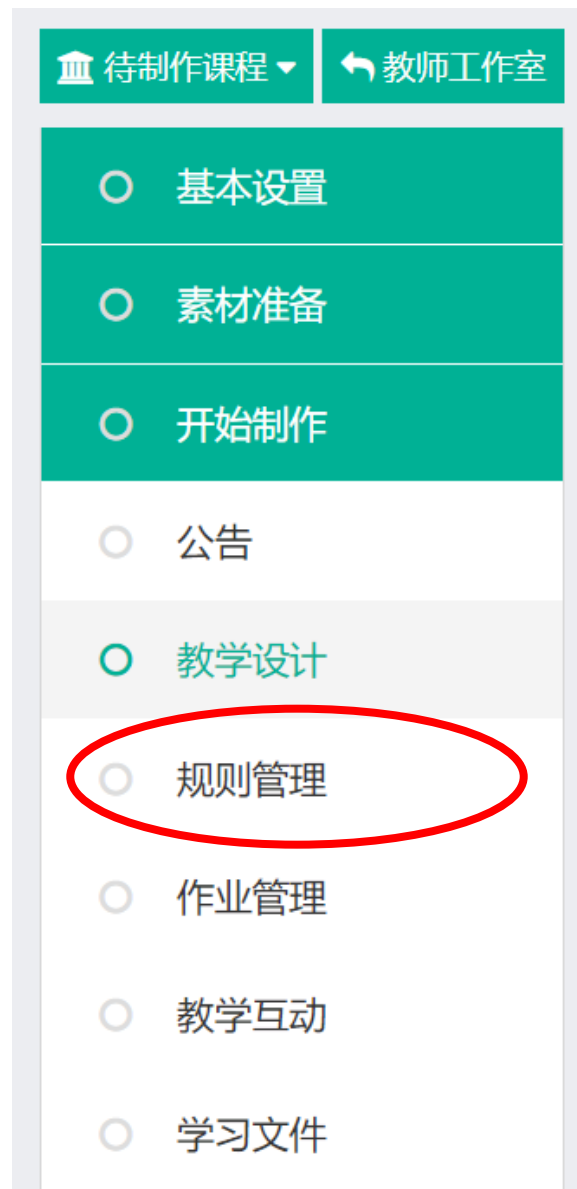 待制作课程 教师工作室
基本设置
素材准备
开始制作
公告
教学设计
规则管理
作业管理
教学互动
学习文件